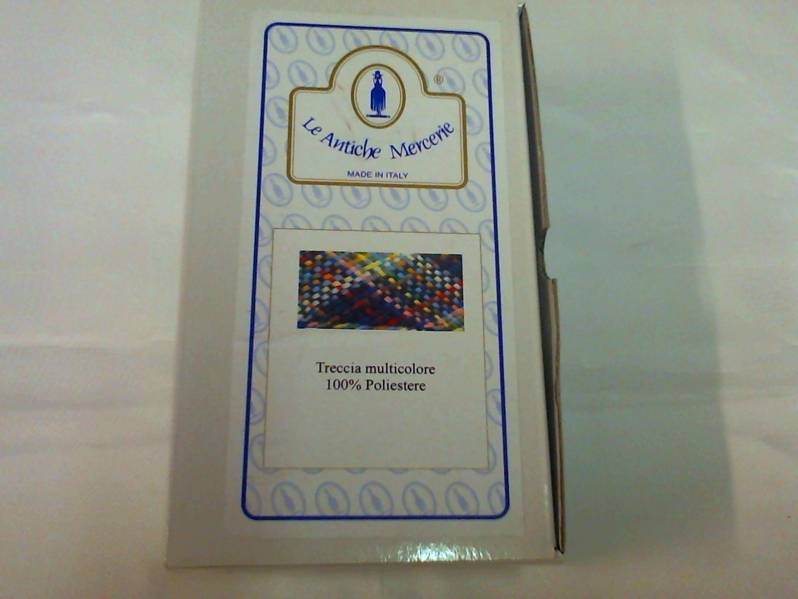 ®
Le Antiche Mercerie
MADE IN ITALY
Treccia multicolore
100% Poliestere